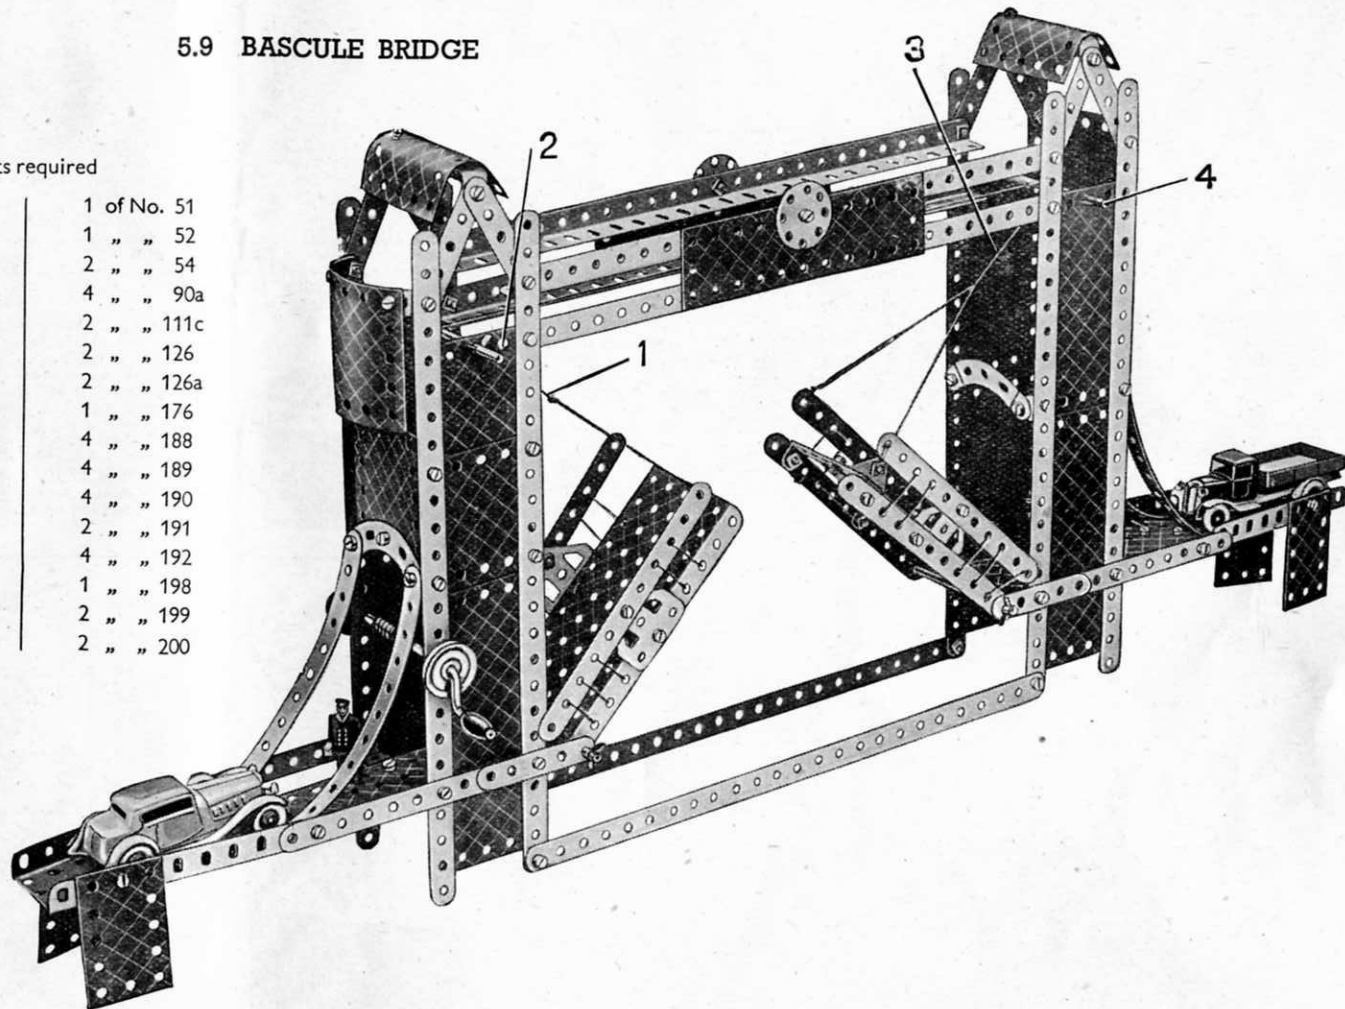 5.9 BASCULE BRIDGE
ts required
1 of No. 51
1 „ „ 52
2 „ „ 54
4 „ „ 90a
2 „ „ 111c
2 „ „ 126
2 „ „ 126a
1 „ „ 176
4 „ „ 188
4 „ „ 189
4 „ „ 190
2 „ „ 191
4 „ „ 192
1 „ „ 198
2 „ „ 199
2 „ „ 200
1
2
3
4